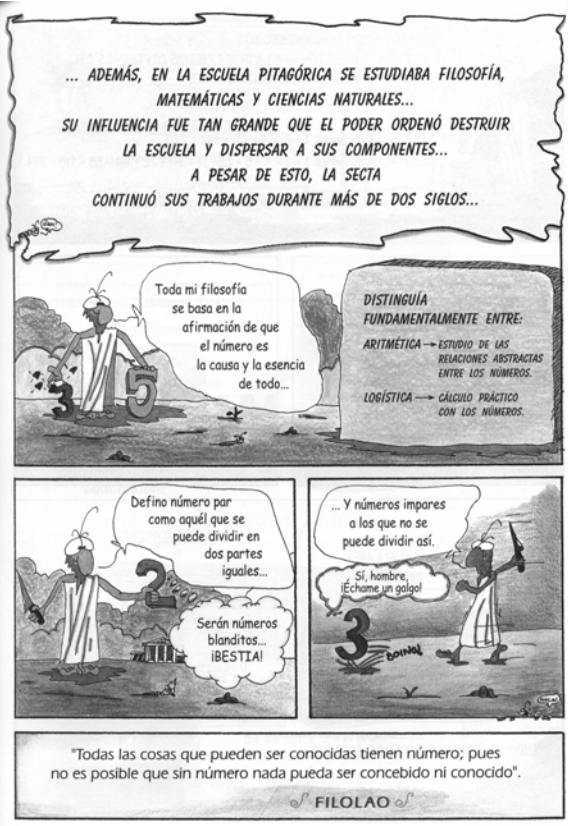 ... ADEMÁS, EN LA ESCUELA PITAGÓRICA SE ESTUDIABA FILOSOFÍA,
MATEMÁTICAS Y CIENCIAS NATURALES...
SU INFLUENCIA FUE TAN GRANDE QUE EL PODER ORDENÓ DESTRUIR
LA ESCUELA Y DISPERSAR A SUS COMPONENTES...
A PESAR DE ESTO, LA SECTA
CONTINUÓ SUS TRABAJOS DURANTE MÁS DE DOS SIGLOS...
Toda mi filosofía
se basa en la
afirmación de que
el número es
la causa y la esencia
de todo...
3
5
DISTINGUÍA
FUNDAMENTALMENTE ENTRE:
ARITMÉTICA → ESTUDIO DE LAS
RELACIONES ABSTRACTAS
ENTRE LOS NÚMEROS.
LOGÍSTICA → CÁLCULO PRÁCTICO
CON LOS NÚMEROS.
Defino número par
como aquél que se
puede dividir en
dos partes
iguales...
2
Serán números
blanditos...
¡BESTIA!
... Y números impares
a los que no se
puede dividir así.
Sí, hombre,
¡Échame un galgo!
3
BOING!
"Todas las cosas que pueden ser conocidas tienen número; pues
no es posible que sin número nada pueda ser concebido ni conocido".
FILOLAO